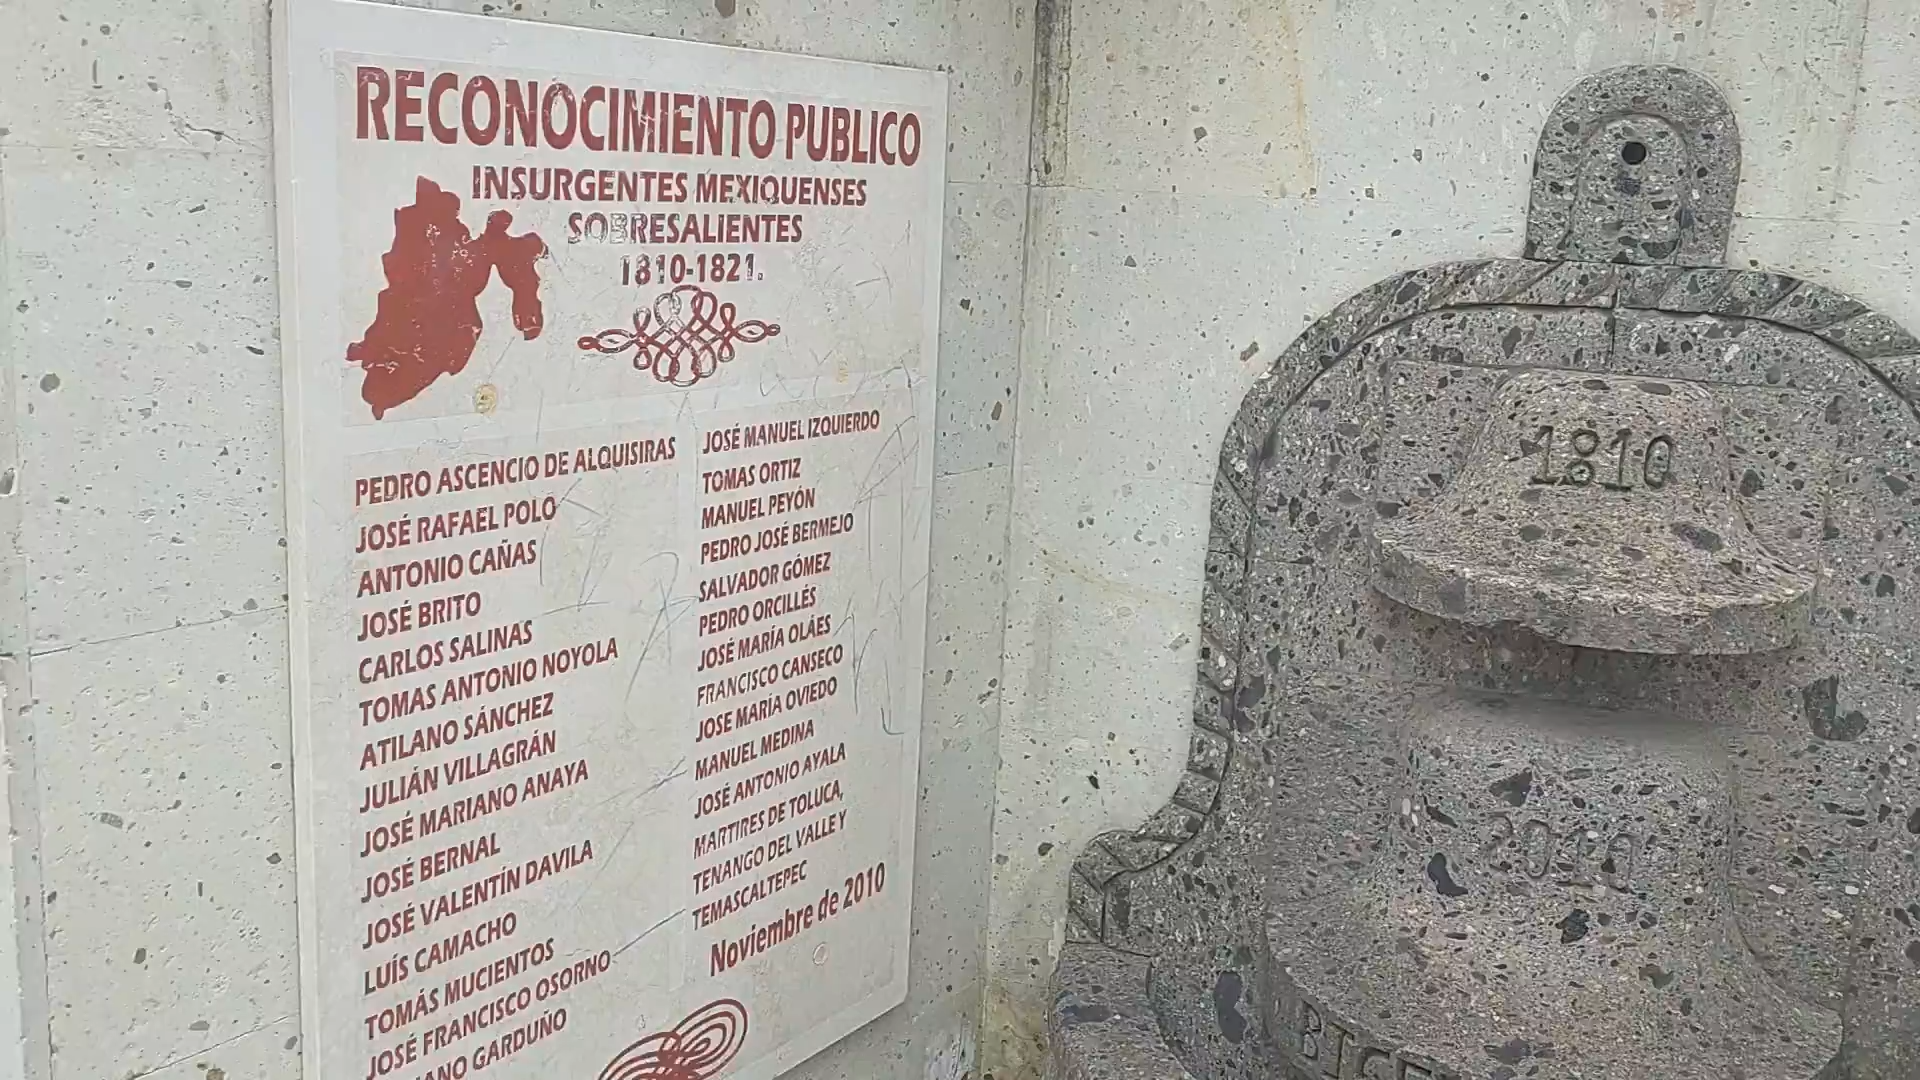 RECONOCIMIENTO PUBLICO
INSURGENTES MEXIQUENSES
SOBRESALIENTES
1810-1821.
PEDRO ASCENCIO DE ALQUISIRAS
JOSÉ RAFAEL POLO
ANTONIO CAÑAS
JOSÉ BRITO
CARLOS SALINAS
TOMAS ANTONIO NOYOLA
ATILANO SÁNCHEZ
JULIÁN VILLAGRÁN
JOSÉ MARIANO ANAYA
JOSÉ BERNAL
JOSÉ VALENTÍN DAVILA
LUÍS CAMACHO
TOMÁS MUCIENTOS
JOSÉ FRANCISCO OSORNO
GARDUÑO
JOSÉ MANUEL IZQUIERDO
TOMAS ORTIZ
MANUEL PEYÓN
PEDRO JOSÉ BERMEJO
SALVADOR GÓMEZ
PEDRO ORCILLÉS
JOSÉ MARÍA OLÁES
FRANCISCO CANSECO
JOSE MARÍA OVIEDO
MANUEL MEDINA
JOSÉ ANTONIO AYALA
MARTIRES DE TOLUCA,
TENANGO DEL VALLE Y
TEMASCALTEPEC
Noviembre de 2010
1810
2010